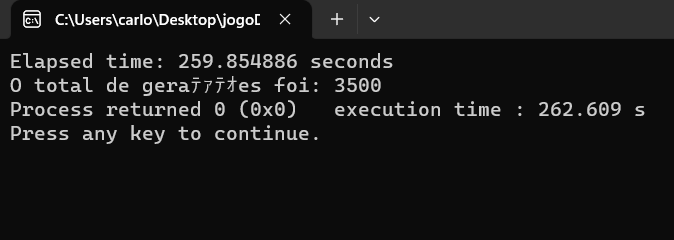 C:\Users\carlo\Desktop\jogoD
Elapsed time: 259.854886 seconds
O total de geraﾃｧﾃｵes foi: 3500
Process returned 0 (0x0)   execution time : 262.609 s
Press any key to continue.